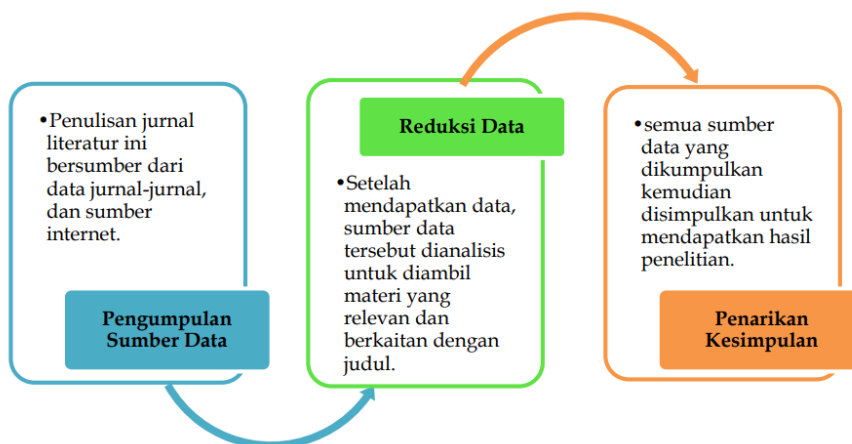 •Penulisan jurnal
literatur ini
bersumber dari
data jurnal-jurnal,
dan sumber
internet.
Pengumpulan
Sumber Data
Reduksi Data
•Setelah
mendapatkan data,
sumber data
tersebut dianalisis
untuk diambil
materi yang
relevan dan
berkaitan dengan
judul.
•semua sumber
data yang
dikumpulkan
kemudian
disimpulkan untuk
mendapatkan hasil
penelitian.
Penarikan
Kesimpulan